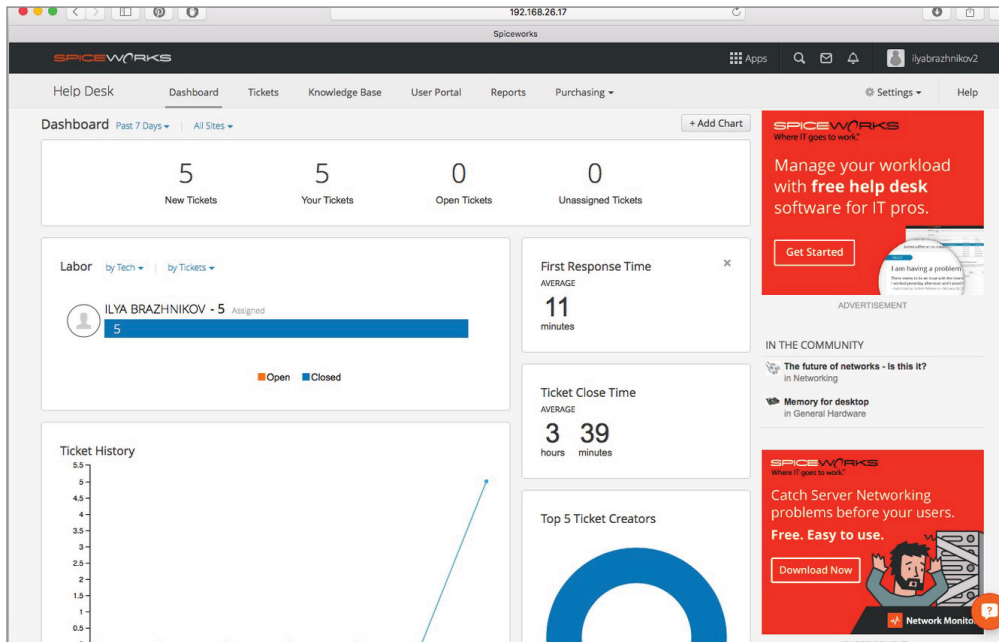 192.168.26.17
Spiceworks
SPICEWORKS
Apps
ilyabrazhnikov2
Help Desk
Dashboard
Tickets
Knowledge Base
User Portal
Reports
Purchasing
Settings
Help
Dashboard Past 7 Days All Sites
+ Add Chart
5
New Tickets
5
Your Tickets
0
Open Tickets
0
Unassigned Tickets
Labor by Tech by Tickets
ILYA BRAZHNIKOV - 5 Assigned
5
Open Closed
First Response Time
AVERAGE
11
minutes
Ticket Close Time
AVERAGE
3 39
hours minutes
Ticket History
5.5
5
4.5
4
3.5
3
2.5
2
1.5
1
0.5
Top 5 Ticket Creators
SPICEWORKS
Where IT goes to work.
Manage your workload
with free help desk
software for IT pros.
Get Started
I am having a problem
ADVERTISEMENT
IN THE COMMUNITY
The future of networks - Is this it?
in Networking
Memory for desktop
in General Hardware
SPICEWORKS
Where IT goes to work.
Catch Server Networking
problems before your users.
Free. Easy to use.
Download Now
Network Monitor
?